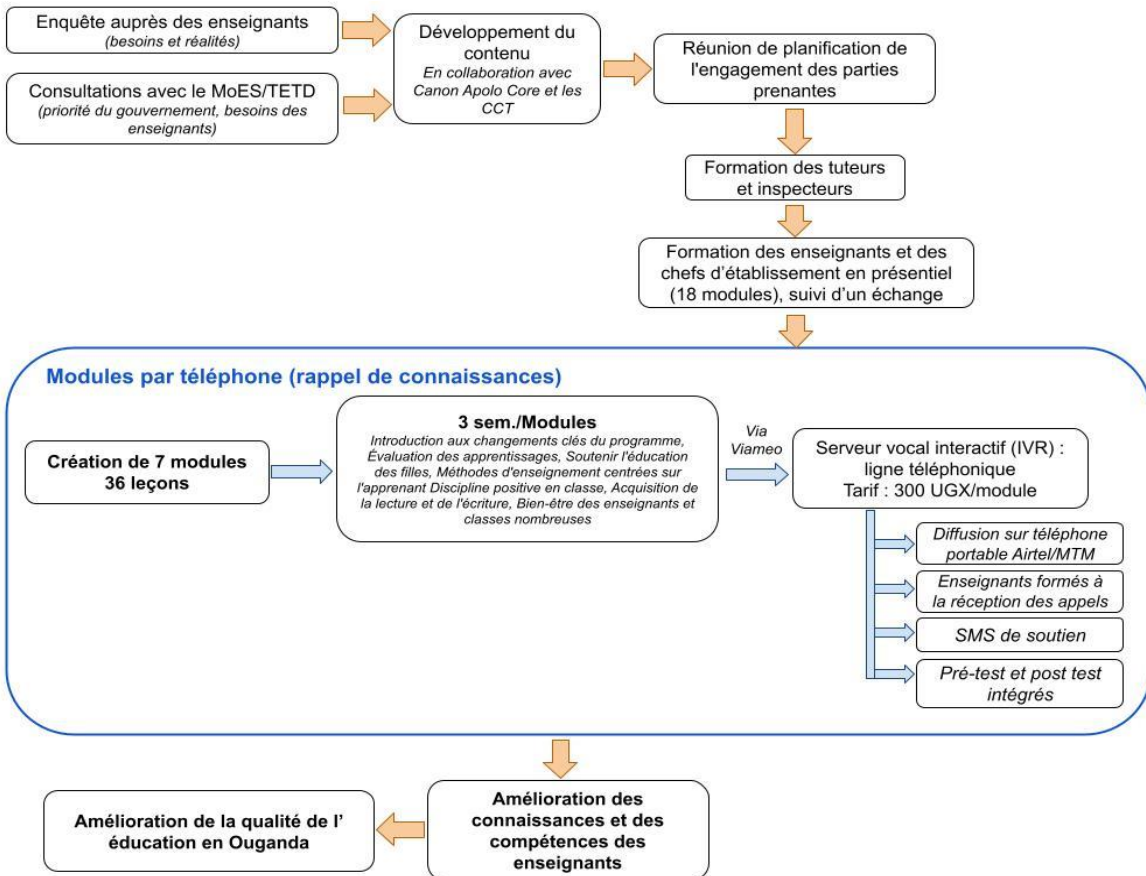 Enquête auprès des enseignants
(besoins et réalités)
Consultations avec le MoES/TETD
(priorité du gouvernement, besoins des
enseignants)
Développement du
contenu
En collaboration avec
Canon Apolo Core et les
CCT
Réunion de planification de
l'engagement des parties
prenantes
Formation des tuteurs
et inspecteurs
Formation des enseignants et des
chefs d’établissement en présentiel
(18 modules), suivi d’un échange
Modules par téléphone (rappel de connaissances)
Création de 7 modules
36 leçons
3 sem./Modules
Introduction aux changements clés du programme,
Évaluation des apprentissages, Soutenir l'éducation
des filles, Méthodes d'enseignement centrées sur
l'apprenant Discipline positive en classe, Acquisition de
la lecture et de l'écriture, Bien-être des enseignants et
classes nombreuses
Via
Viameo
Serveur vocal interactif (IVR) :
ligne téléphonique
Tarif : 300 UGX/module
Diffusion sur téléphone
portable Airtel/MTM
Enseignants formés à
la réception des appels
SMS de soutien
Pré-test et post test
intégrés
Amélioration des
connaissances et des
compétences des
enseignants
Amélioration de la qualité de l’
éducation en Ouganda